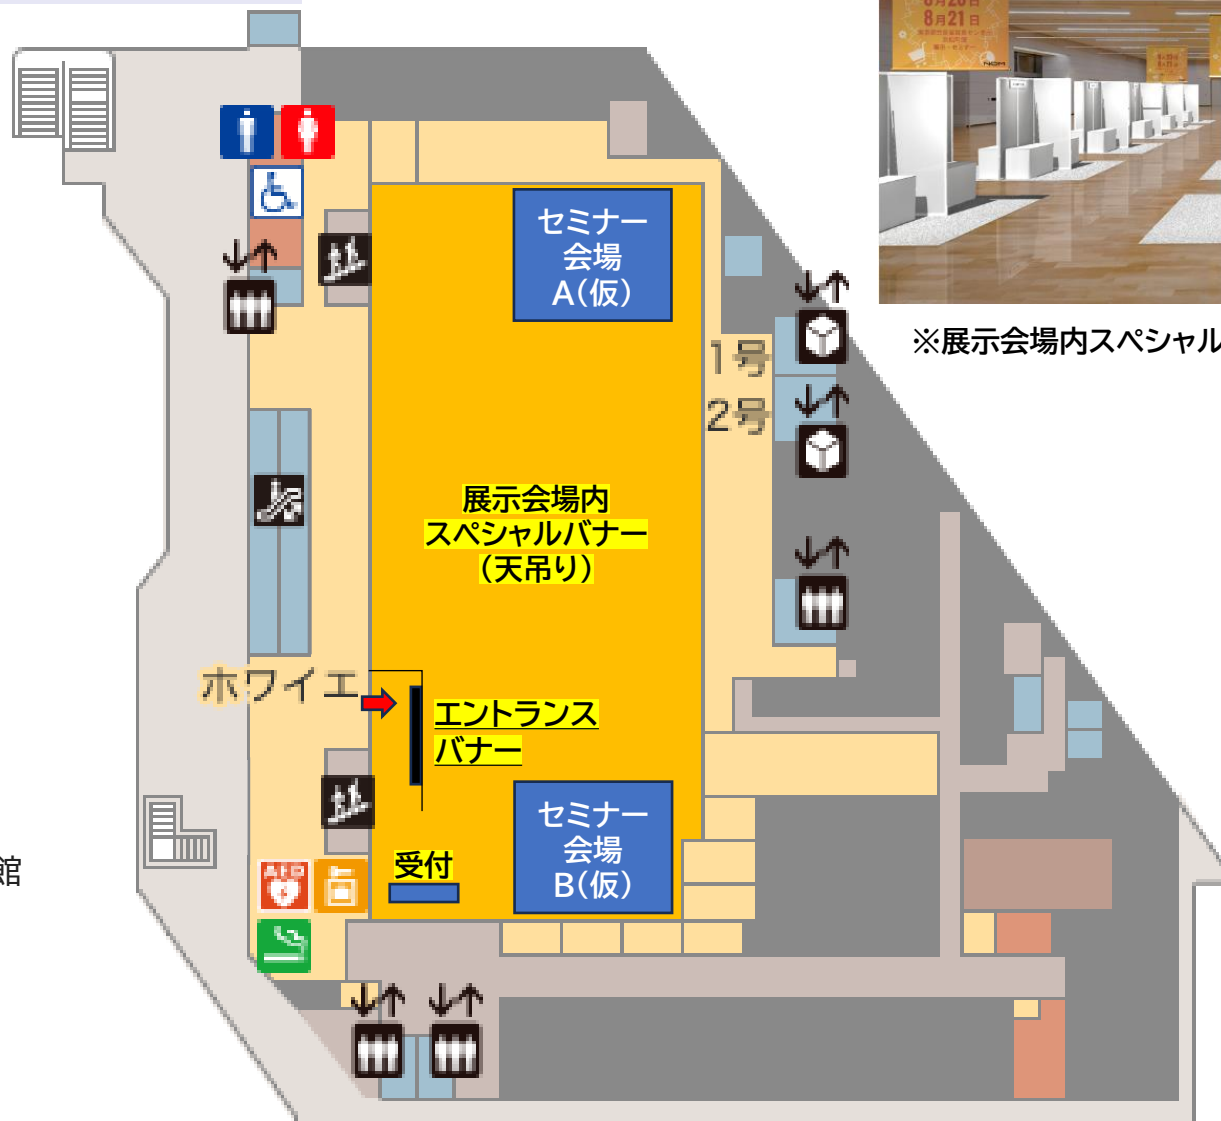 8月21日
NOM
※展示会場内スペシャル
セミナー
会場
A(仮)
1号
2号
展示会場内
スペシャルバナー
(天吊り)
ホワイエ
エントランス
バナー
セミナー
会場
B(仮)
受付
AED
館